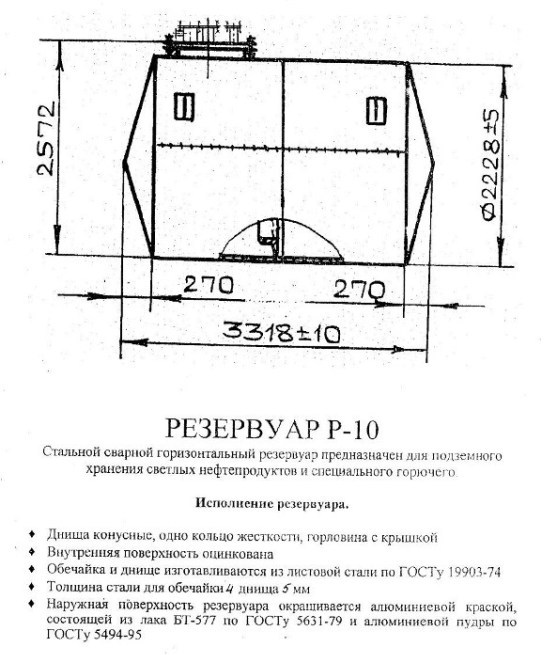 2572
Ø2228±5
270
270
3318±10
РЕЗЕРВУАР Р-10
Стальной сварной горизонтальный резервуар предназначен для подземного
хранения светлых нефтепродуктов и специального горючего.
Исполнение резервуара.
♦ Днища конусные, одно кольцо жесткости, горловина с крышкой
♦ Внутренняя поверхность оцинкована
♦ Обечайка и днище изготавливаются из листовой стали по ГОСТу 19903-74
♦ Толщина стали для обечайки 4 днища 5 мм
♦ Наружная поверхность резервуара окрашивается алюминиевой краской,
состоящей из лака БТ-577 по ГОСТу 5631-79 и алюминиевой пудры по
ГОСТу 5494-95